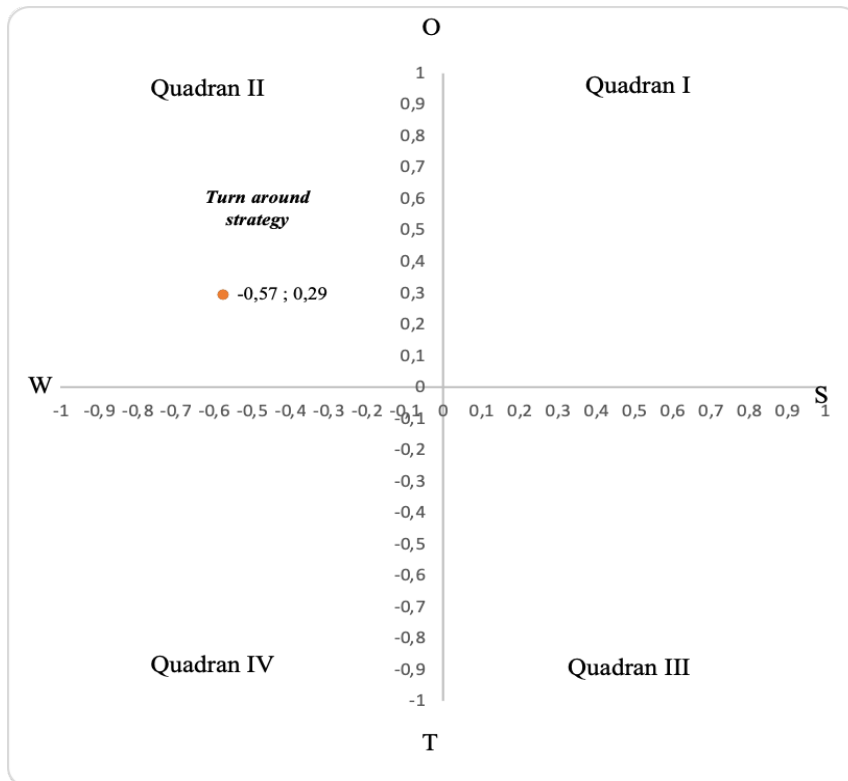 O
Quadran II
Quadran I
1
0,9
0,8
0,7
0,6
0,5
0,4
0,3
0,2
0,1
0
-0,1
-0,2
-0,3
-0,4
-0,5
-0,6
-0,7
-0,8
-0,9
-1
Turn around
strategy
-0,57 ; 0,29
W
S
-1 -0,9 -0,8 -0,7 -0,6 -0,5 -0,4 -0,3 -0,2 -0,1 0 0,1 0,2 0,3 0,4 0,5 0,6 0,7 0,8 0,9 1
Quadran IV
Quadran III
T